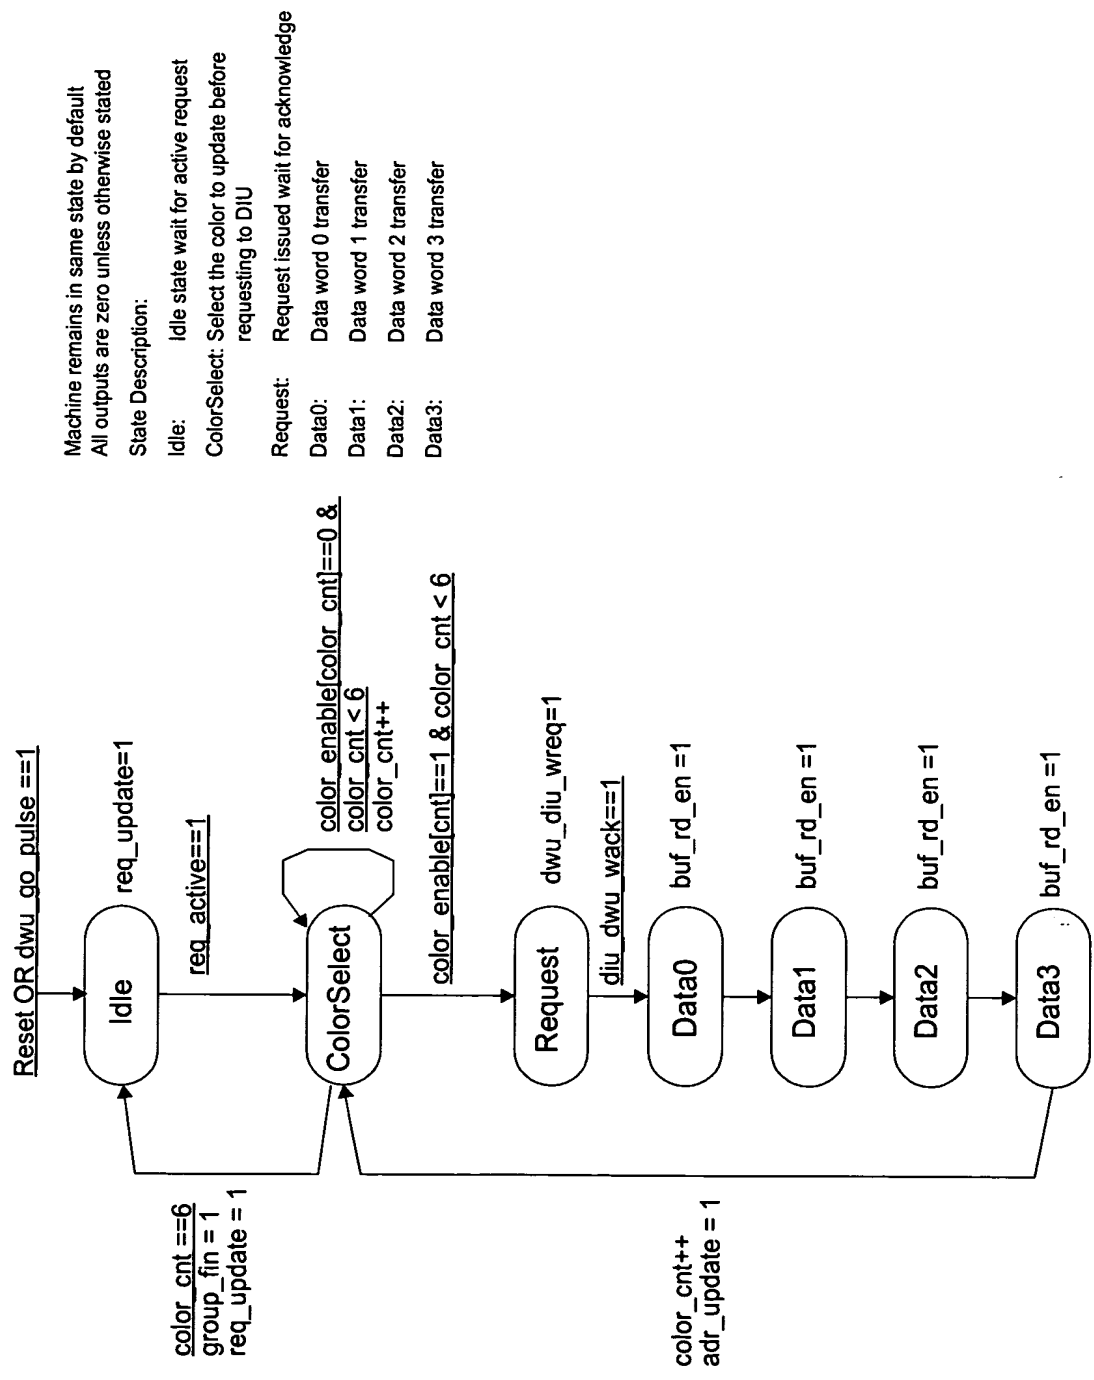 Reset OR dwu_go_pulse ==1
Idle
req_update=1
req_active==1
color_cnt ==6
group_fin = 1
req_update = 1
ColorSelect
color_enable[color_cnt]==0 &
color_cnt < 6
color_cnt++
color_enable[cnt]==1 & color_cnt < 6
Request
dwu_diu_wreq=1
diu_dwu_wack==1
Data0
buf_rd_en =1
Data1
buf_rd_en =1
Data2
buf_rd_en =1
Data3
buf_rd_en =1
color_cnt++
adr_update = 1
Machine remains in same state by default
All outputs are zero unless otherwise stated
State Description:
Idle: Idle state wait for active request
ColorSelect: Select the color to update before
requesting to DIU
Request: Request issued wait for acknowledge
Data0: Data word 0 transfer
Data1: Data word 1 transfer
Data2: Data word 2 transfer
Data3: Data word 3 transfer